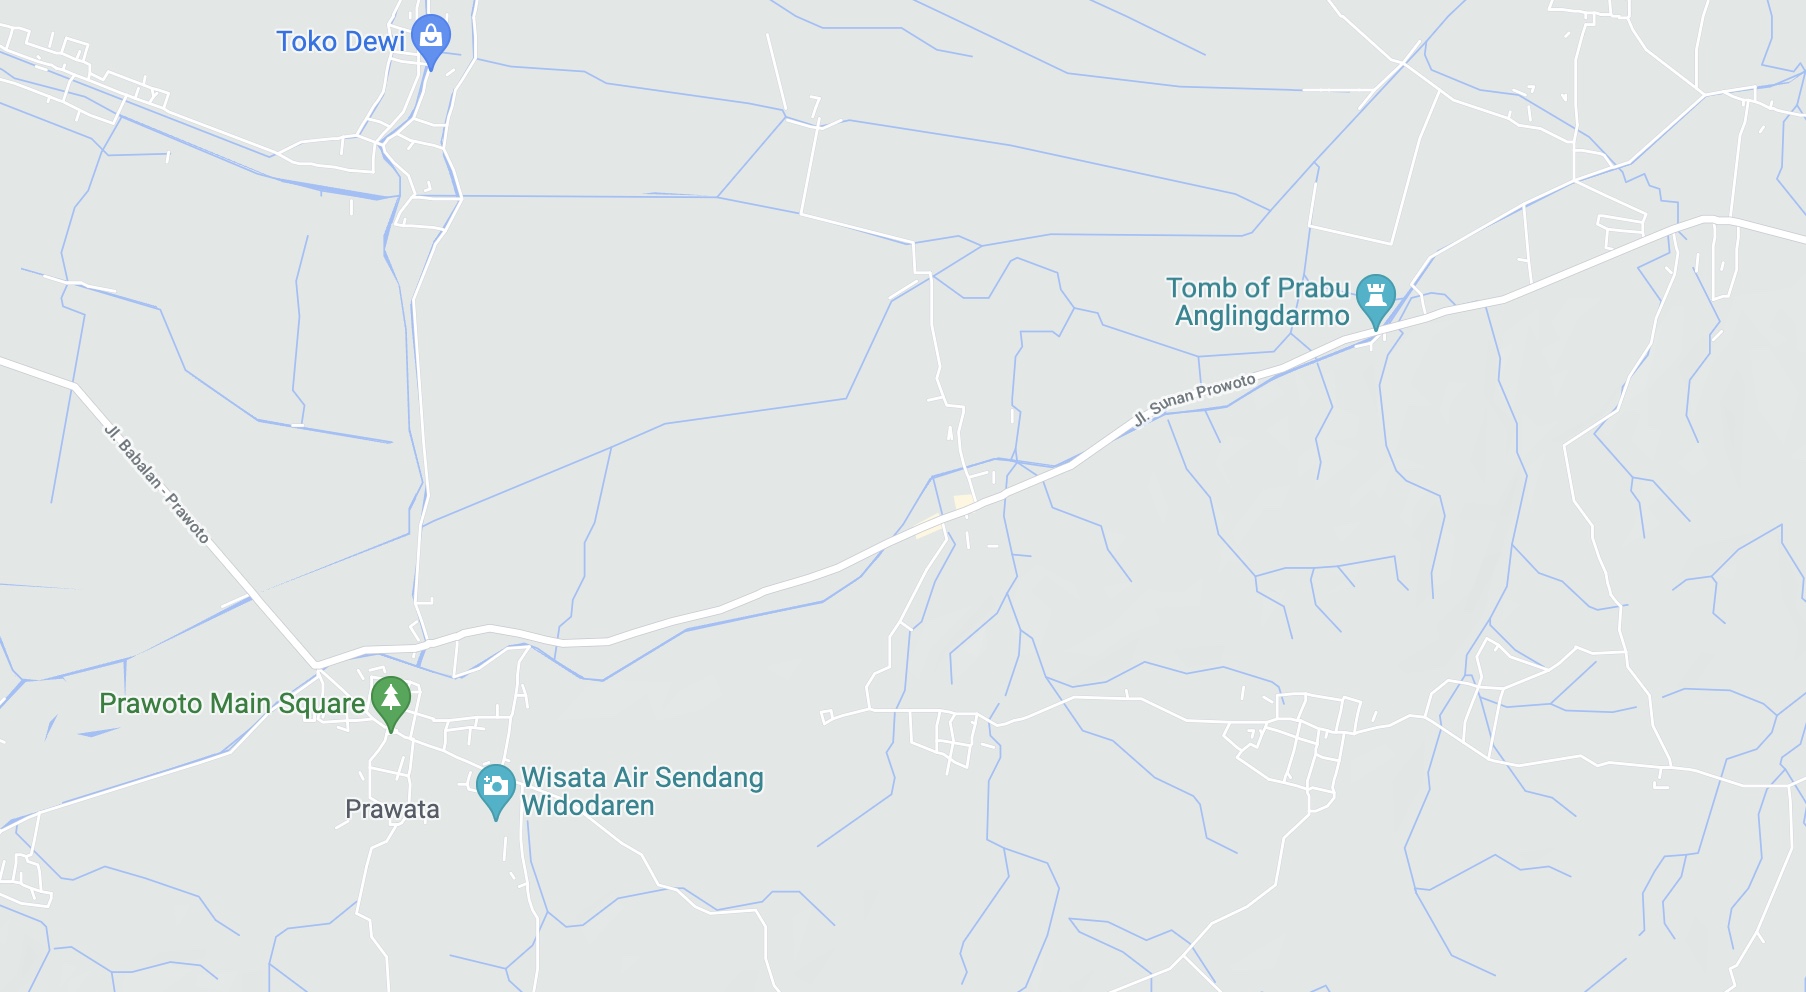 Toko Dewi
Tomb of Prabu
Anglingdarmo
Jl. Sunan Prowoto
Jl. Babalan - Prawoto
Prawoto Main Square
Wisata Air Sendang
Widodaren
Prawata